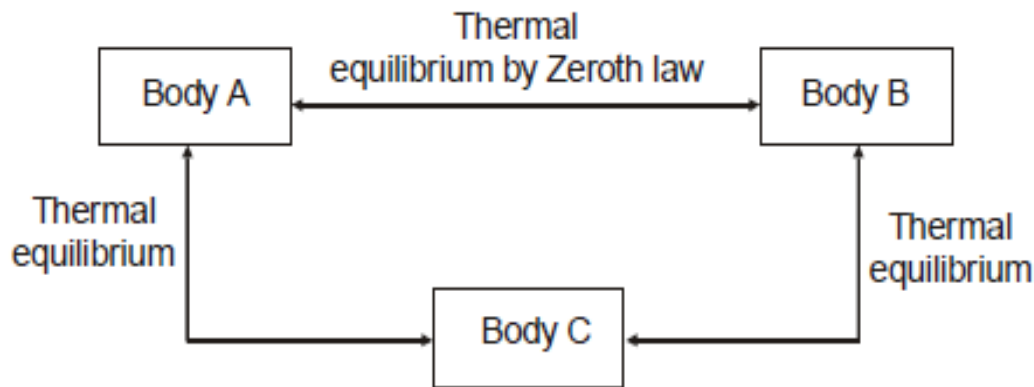 Thermal
equilibrium by Zeroth law
Body A
Body B
Thermal
equilibrium
Thermal
equilibrium
Body C